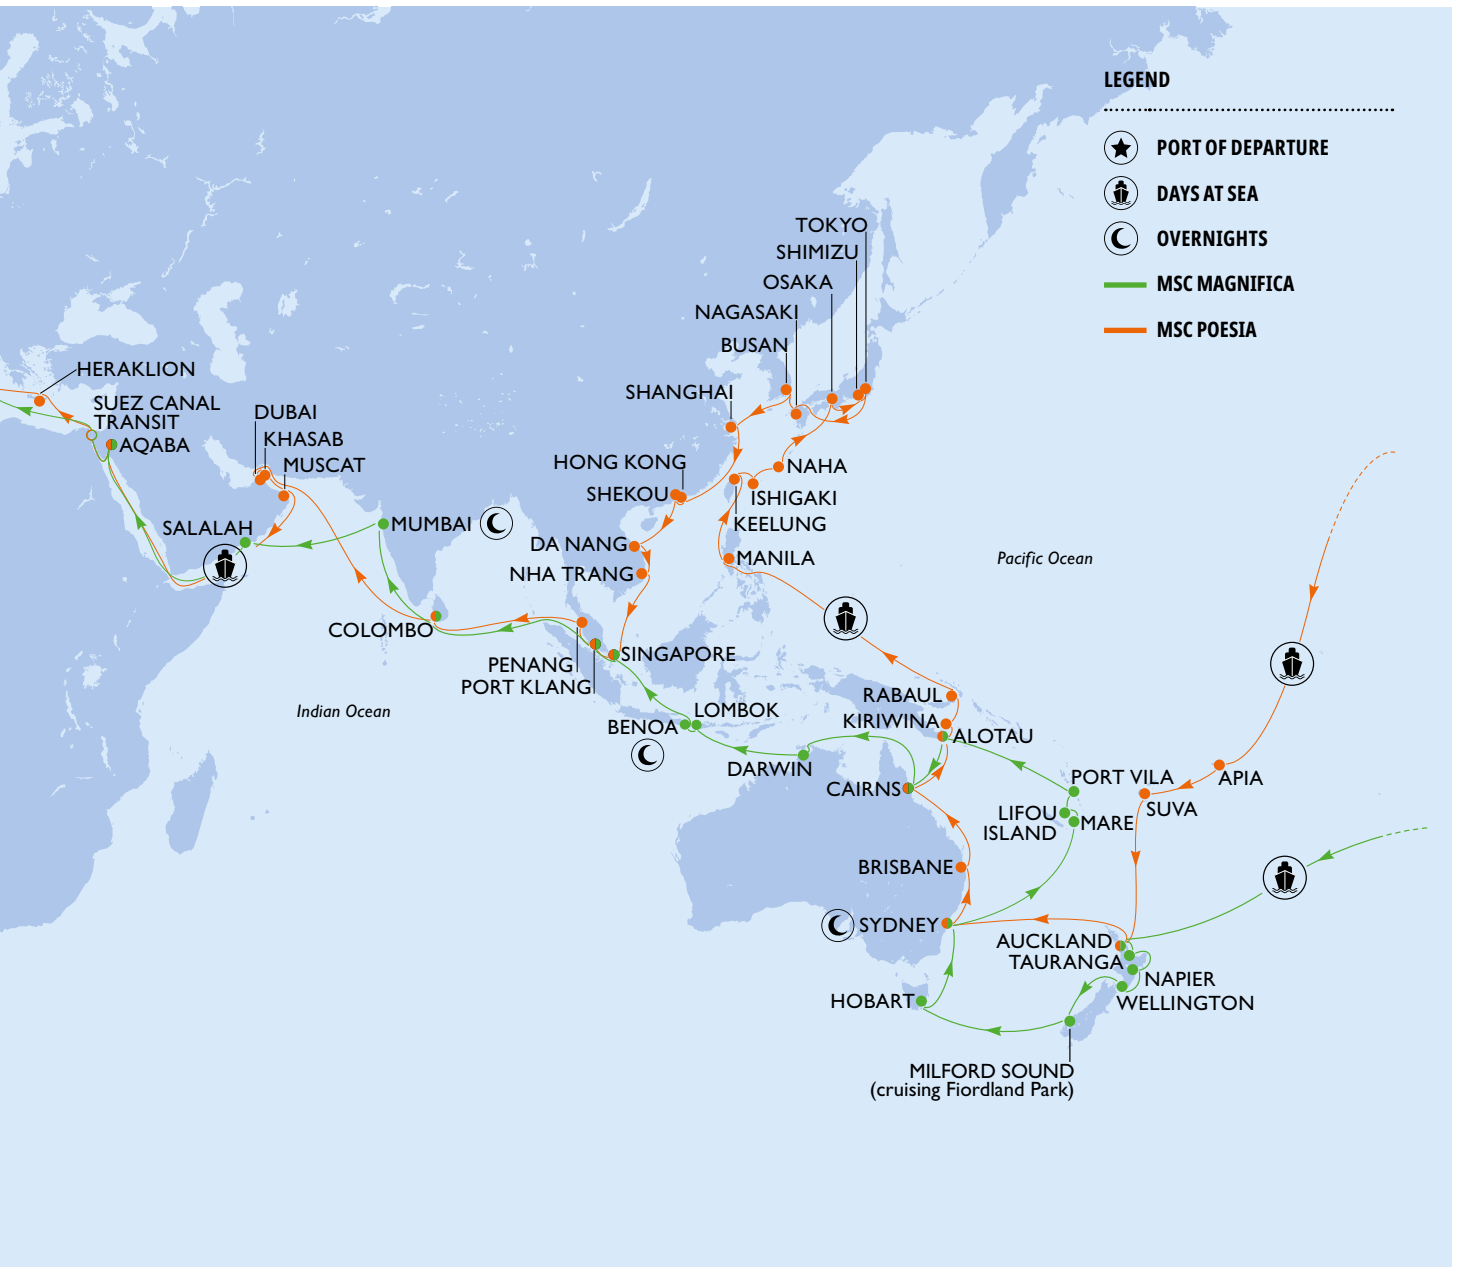 LEGEND
PORT OF DEPARTURE
DAYS AT SEA
OVERNIGHTS
MSC MAGNIFICA
MSC POESIA
TOKYO
SHIMIZU
OSAKA
NAGASAKI
BUSAN
SHANGHAI
HERAKLION
SUEZ CANAL
TRANSIT
AQABA
DUBAI
KHASAB
MUSCAT
HONG KONG
SHEKOU
NAHA
ISHIGAKI
KEELUNG
SALALAH
MUMBAI
DA NANG
NHA TRANG
MANILA
Pacific Ocean
COLOMBO
SINGAPORE
PENANG
PORT KLANG
Indian Ocean
RABAUL
KIRIWINA
ALOTAU
LOMBOK
BENOA
DARWIN
CAIRNS
PORT VILA
APIA
SUVA
LIFOU
ISLAND
MARE
BRISBANE
SYDNEY
AUCKLAND
TAURANGA
NAPIER
WELLINGTON
HOBART
MILFORD SOUND
(cruising Fiordland Park)